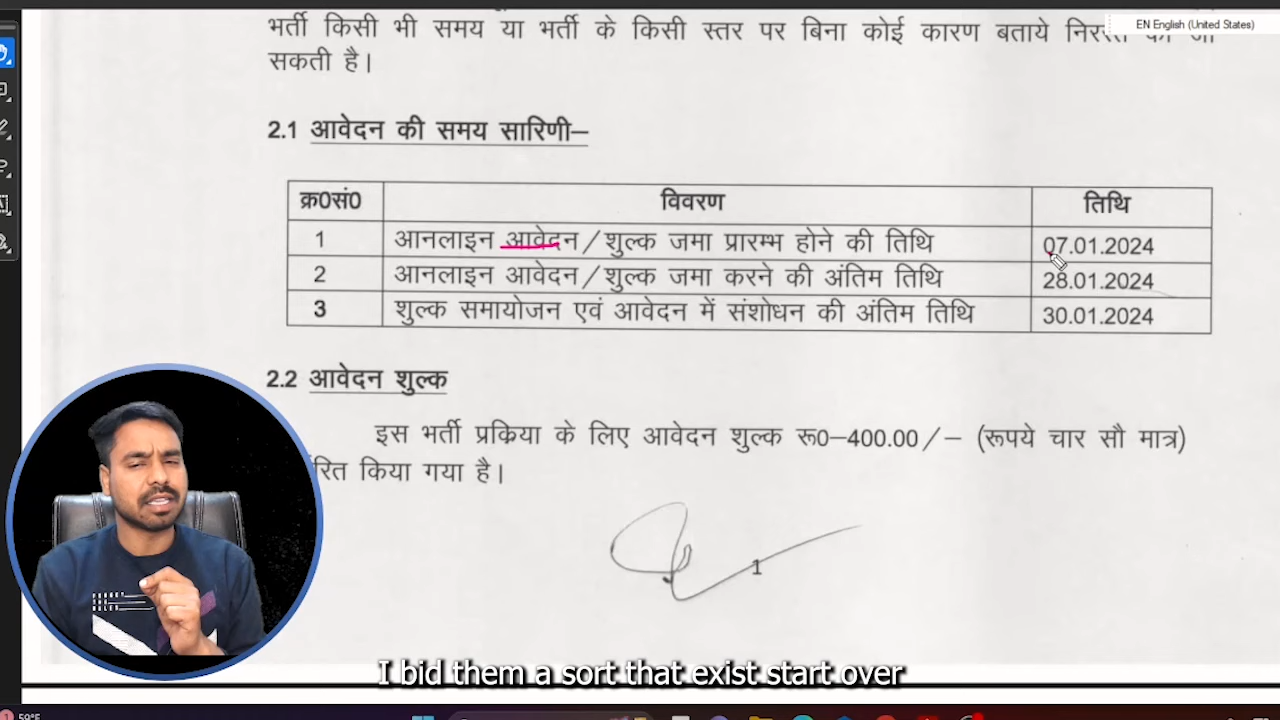 भर्ती किसी भी समय या भर्ती के किसी स्तर पर बिना कोई कारण बताये
EN English (United States)
सकती है।
2.1 आवेदन की समय सारिणी–
क्र0सं0 विवरण तिथि
1 आनलाइन आवेदन/शुल्क जमा प्रारम्भ होने की तिथि 07.01.2024
2 आनलाइन आवेदन/शुल्क जमा करने की अंतिम तिथि 28.01.2024
3 शुल्क समायोजन एवं आवेदन में संशोधन की अंतिम तिथि 30.01.2024
2.2 आवेदन शुल्क
इस भर्ती प्रक्रिया के लिए आवेदन शुल्क रू0–400.00/– (रूपये चार सौ मात्र)
किया गया है।
1
I bid them a sort that exist start over
59°F